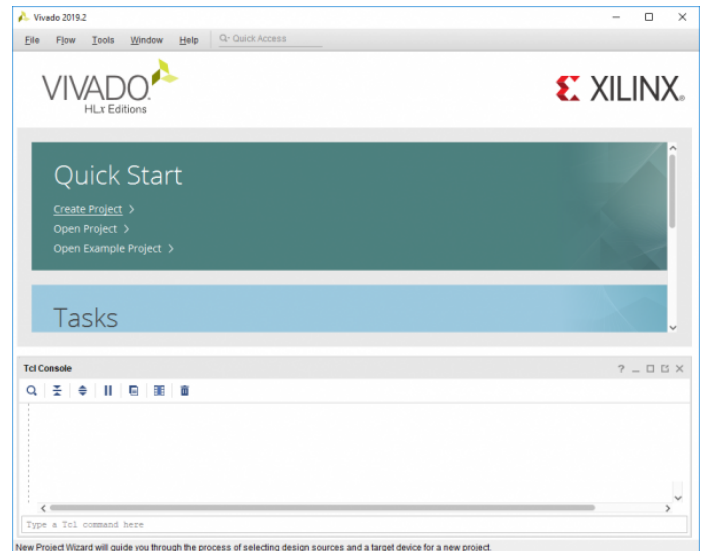 Vivado 2019.2
File Flow Tools Window Help Quick Access
VIVADO.
HLx Editions
XILINX®
Quick Start
Create Project >
Open Project >
Open Example Project >
Tasks
Tcl Console
Type a Tcl command here
New Project Wizard will guide you through the process of selecting design sources and a target device for a new project.